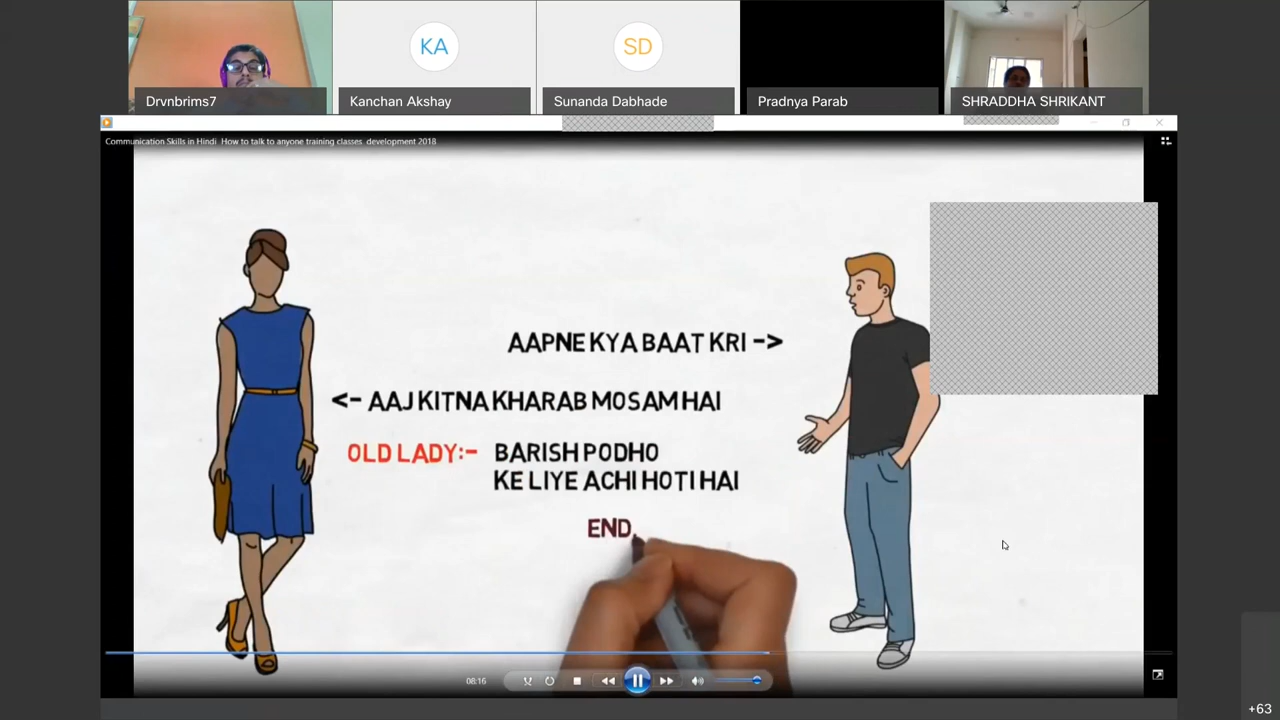 KA
SD
Drvnbrims7
Kanchan Akshay
Sunanda Dabhade
Pradnya Parab
SHRADDHA SHRIKANT
Communication Skills in Hindi How to talk to anyone training classes development 2018
AAPNE KYA BAAT KRI ->
<- AAJ KITNA KHARAB MOSAM HAI
OLD LADY:- BARISH PODHO
KE LIYE ACHI HOTI HAI
END.
08:16
+63